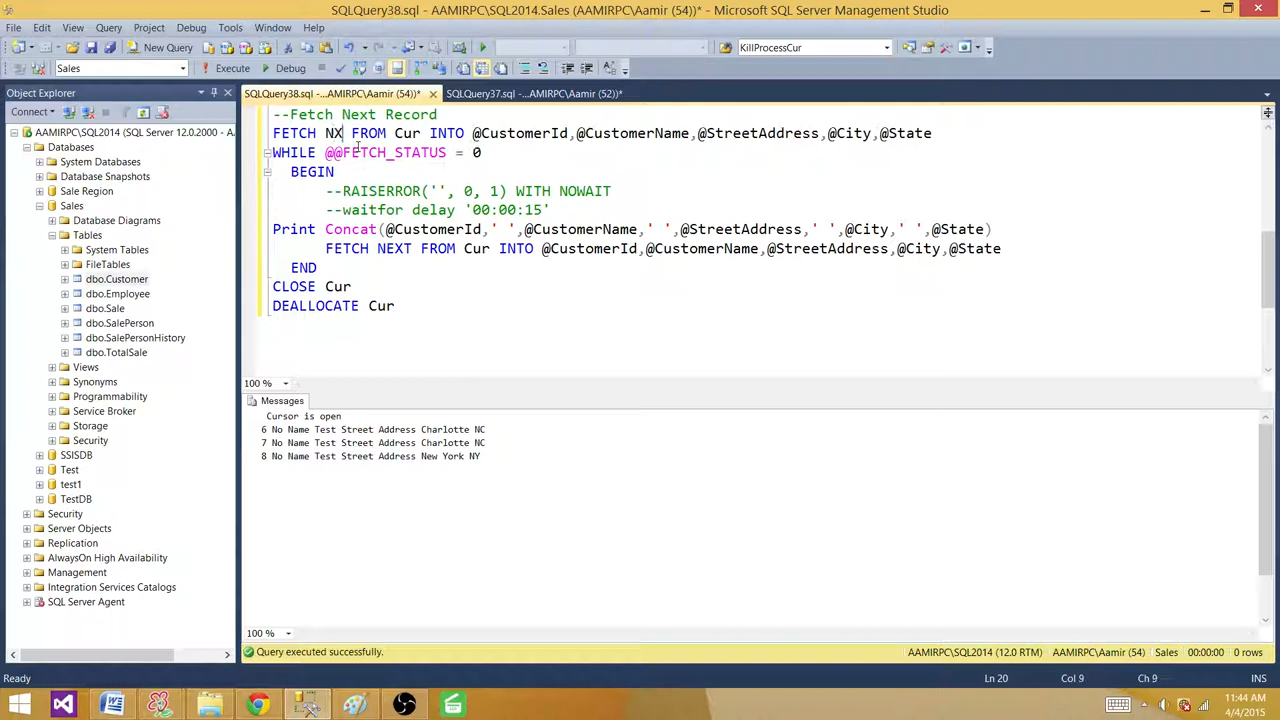 SQLQuery38.sql - AAMIRPC\SQL2014.Sales (AAMIRPC\Aamir (54))* - Microsoft SQL Server Management Studio
File Edit View Query Project Debug Tools Window Help
New Query
KillProcessCur
Sales
Execute
Debug
Object Explorer
SQLQuery38.sql -...AMIRPC\Aamir (54))*
SQLQuery37.sql -...AMIRPC\Aamir (52))*
Connect
AAMIRPC\SQL2014 (SQL Server 12.0.2000 - A
Databases
System Databases
Database Snapshots
Sale Region
Sales
Database Diagrams
Tables
System Tables
FileTables
dbo.Customer
dbo.Employee
dbo.Sale
dbo.SalePerson
dbo.SalePersonHistory
dbo.TotalSale
Views
Synonyms
Programmability
Service Broker
Storage
Security
SSISDB
Test
test1
TestDB
Security
Server Objects
Replication
AlwaysOn High Availability
Management
Integration Services Catalogs
SQL Server Agent
--Fetch Next Record
FETCH NX FROM Cur INTO @CustomerId,@CustomerName,@StreetAddress,@City,@State
WHILE @@FETCH_STATUS = 0
BEGIN
--RAISERROR('', 0, 1) WITH NOWAIT
--waitfor delay '00:00:15'
Print Concat(@CustomerId,' ',@CustomerName,' ',@StreetAddress,' ',@City,' ',@State)
FETCH NEXT FROM Cur INTO @CustomerId,@CustomerName,@StreetAddress,@City,@State
END
CLOSE Cur
DEALLOCATE Cur
100 %
Messages
Cursor is open
6 No Name Test Street Address Charlotte NC
7 No Name Test Street Address Charlotte NC
8 No Name Test Street Address New York NY
100 %
Query executed successfully.
AAMIRPC\SQL2014 (12.0 RTM) AAMIRPC\Aamir (54) Sales 00:00:00 0 rows
Ready
Ln 20 Col 9 Ch 9 INS
11:44 AM
4/4/2015